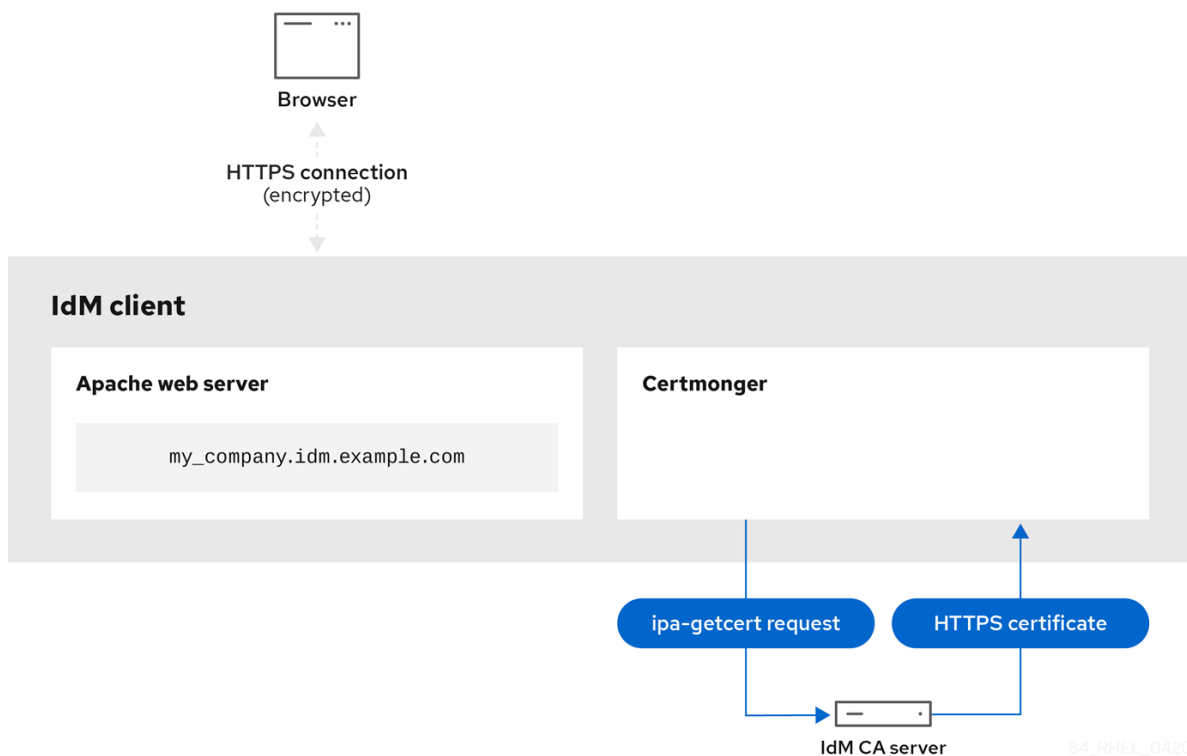 Browser
HTTPS connection
(encrypted)
IdM client
Apache web server
my_company.idm.example.com
Certmonger
ipa-getcert request
HTTPS certificate
IdM CA server
84_RHEL_0420